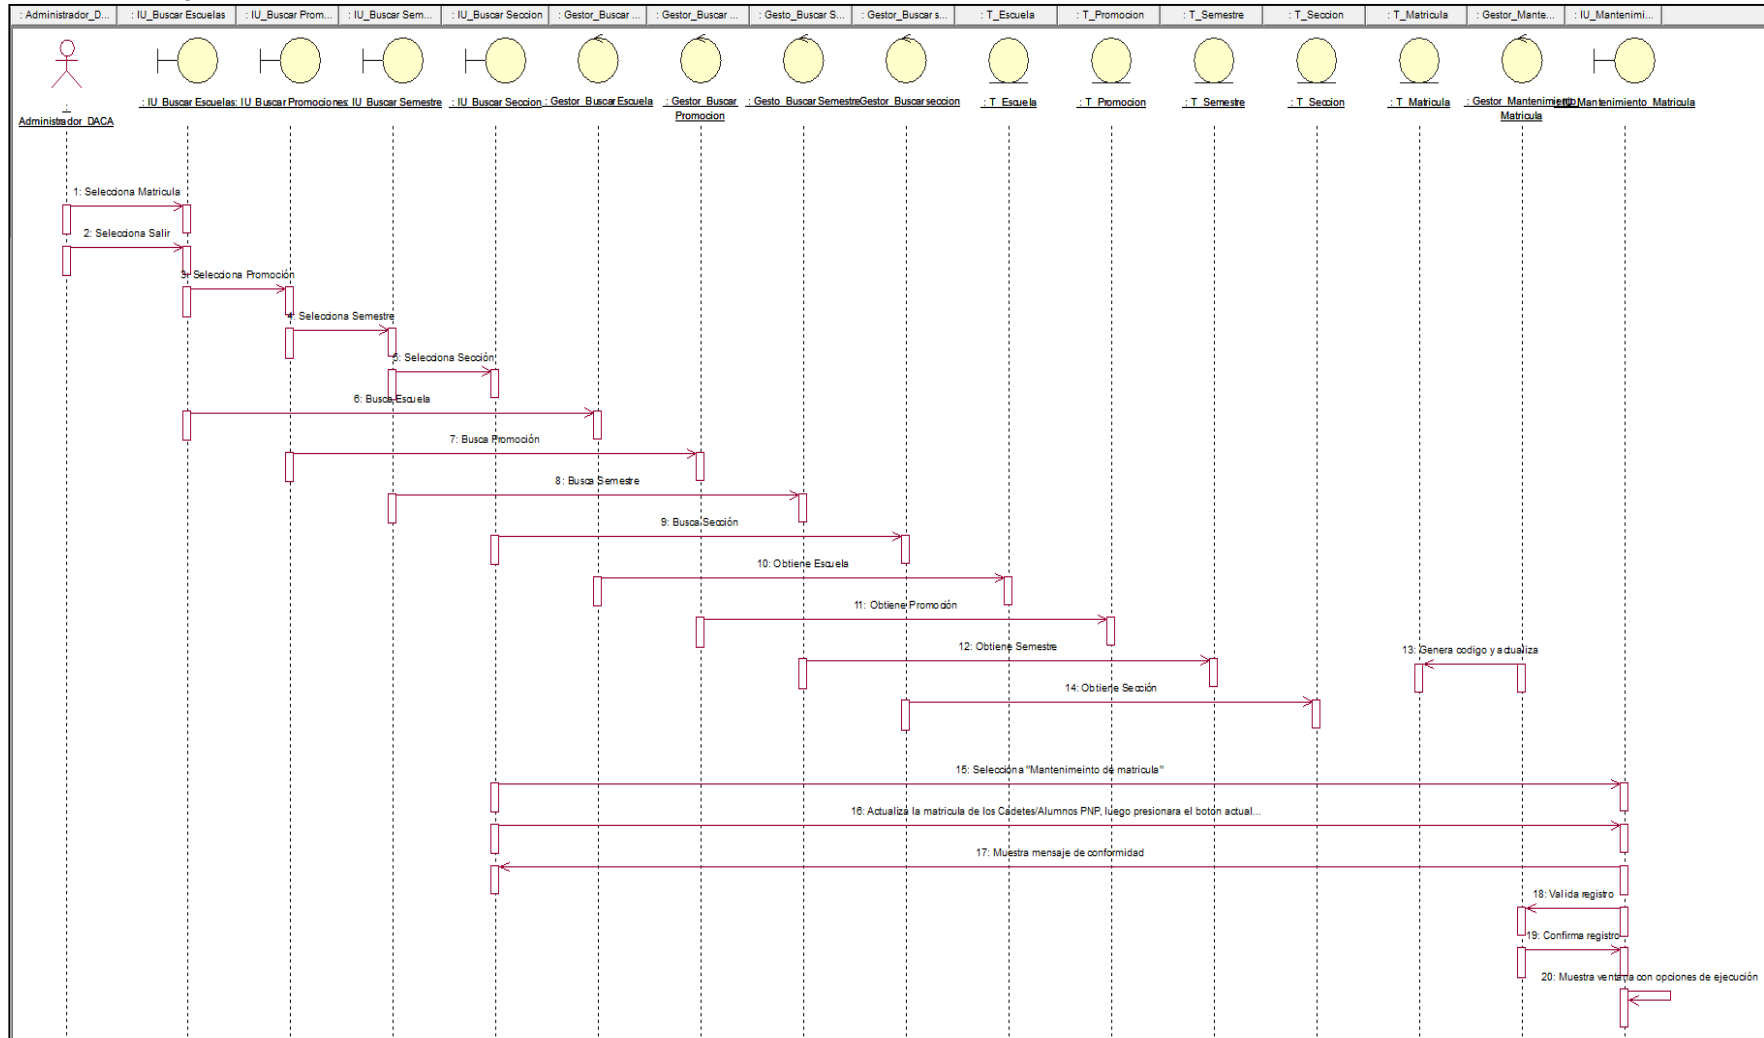 : Administrador_D...
: IU_Buscar Escuelas
: IU_Buscar Prom...
: IU_Buscar Sem...
: IU_Buscar Seccion
: Gestor_Buscar ...
: Gestor_Buscar ...
: Gesto_Buscar S...
: Gestor_Buscar s...
: T_Escuela
: T_Promocion
: T_Semestre
: T_Seccion
: T_Matricula
: Gestor_Mante...
: IU_Mantenimi...
:
Administrador_DACA
: IU_Buscar Escuelas
: IU_Buscar Promociones
: IU_Buscar Semestre
: IU_Buscar Seccion
: Gestor_Buscar Escuela
: Gestor_Buscar
Promocion
: Gesto_Buscar Semestre
Gestor_Buscar seccion
: T_Escuela
: T_Promocion
: T_Semestre
: T_Seccion
: T_Matricula
: Gestor_Mantenimiento
Matricula
Mantenimiento_Matricula
1: Selecciona Matricula
2: Selecciona Salir
3: Selecciona Promoción
4: Selecciona Semestre
5: Selecciona Sección
6: Busca Escuela
7: Busca Promoción
8: Busca Semestre
9: Busca Sección
10: Obtiene Escuela
11: Obtiene Promoción
12: Obtiene Semestre
13: Genera codigo y actualiza
14: Obtiene Sección
15: Selecciona "Mantenimeinto de matricula"
16: Actualiza la matricula de los Cadetes/Alumnos PNP, luego presionara el boton actual...
17: Muestra mensaje de conformidad
18: Valida registro
19: Confirma registro
20: Muestra ventana con opciones de ejecución